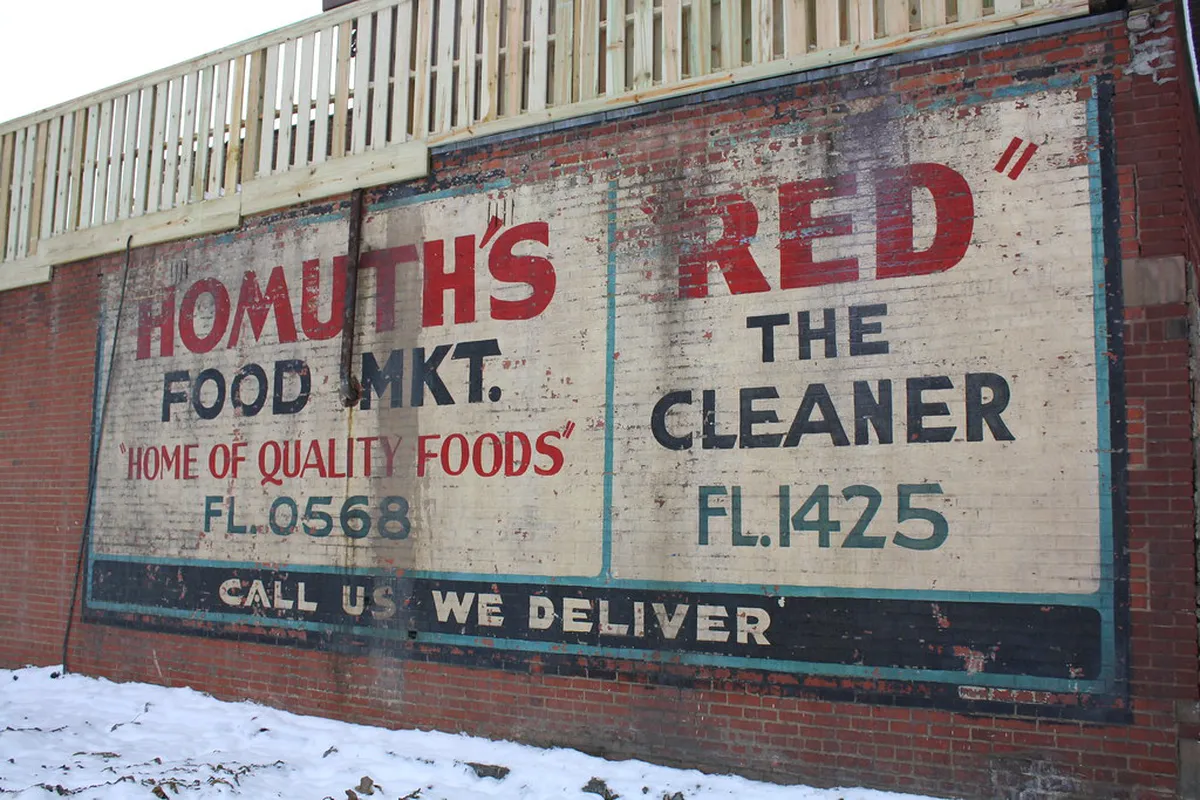 HOMUTH'S
FOOD MKT.
"HOME OF QUALITY FOODS"
FL. 0568
"RED"
THE
CLEANER
FL. 1425
CALL US WE DELIVER